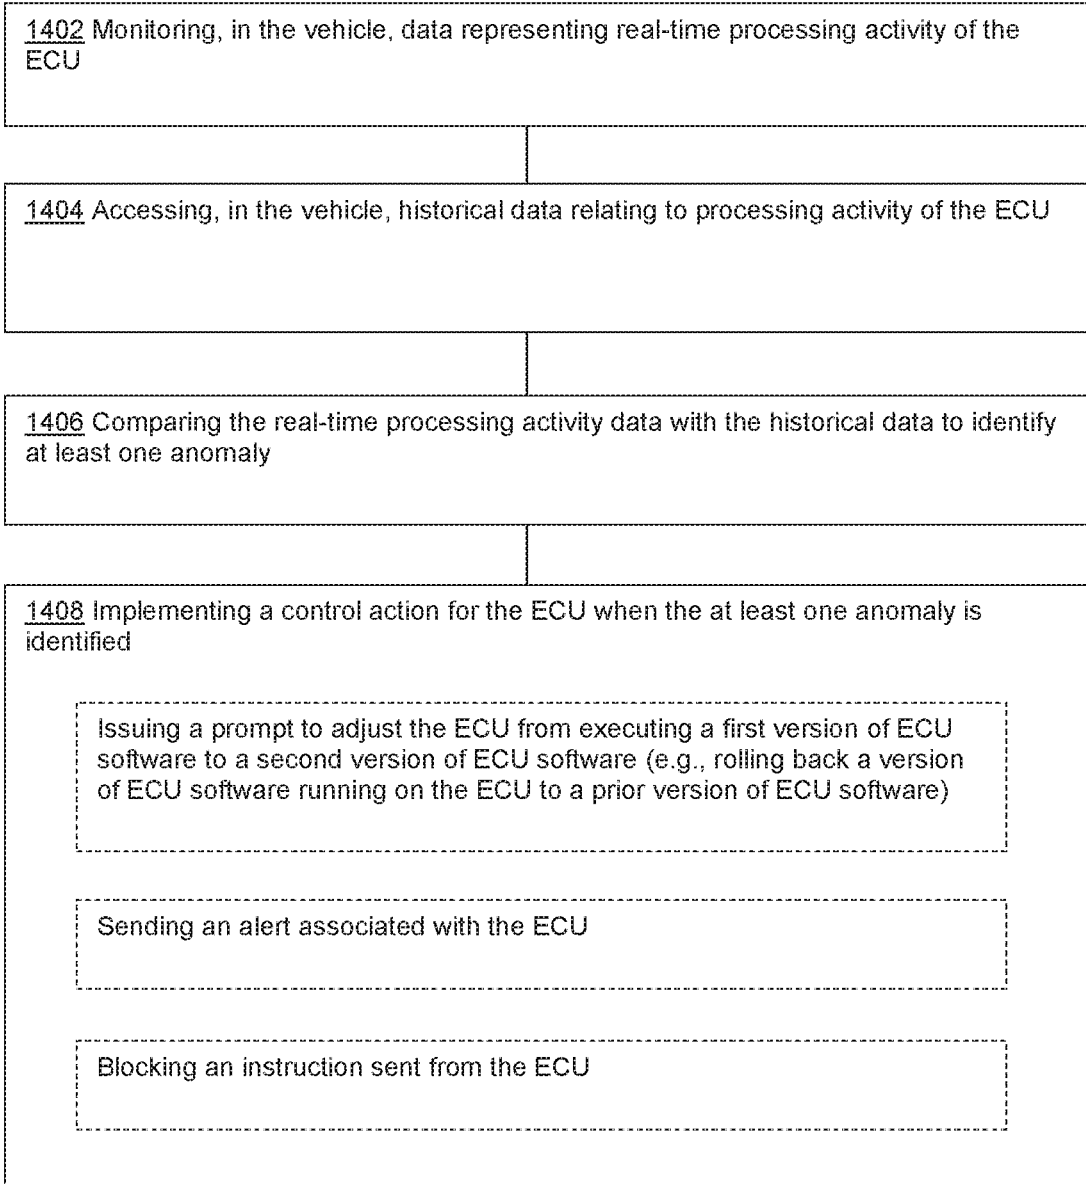 1402 Monitoring, in the vehicle, data representing real-time processing activity of the
ECU
1404 Accessing, in the vehicle, historical data relating to processing activity of the ECU
1406 Comparing the real-time processing activity data with the historical data to identify
at least one anomaly
1408 Implementing a control action for the ECU when the at least one anomaly is
identified
Issuing a prompt to adjust the ECU from executing a first version of ECU
software to a second version of ECU software (e.g., rolling back a version
of ECU software running on the ECU to a prior version of ECU software)
Sending an alert associated with the ECU
Blocking an instruction sent from the ECU